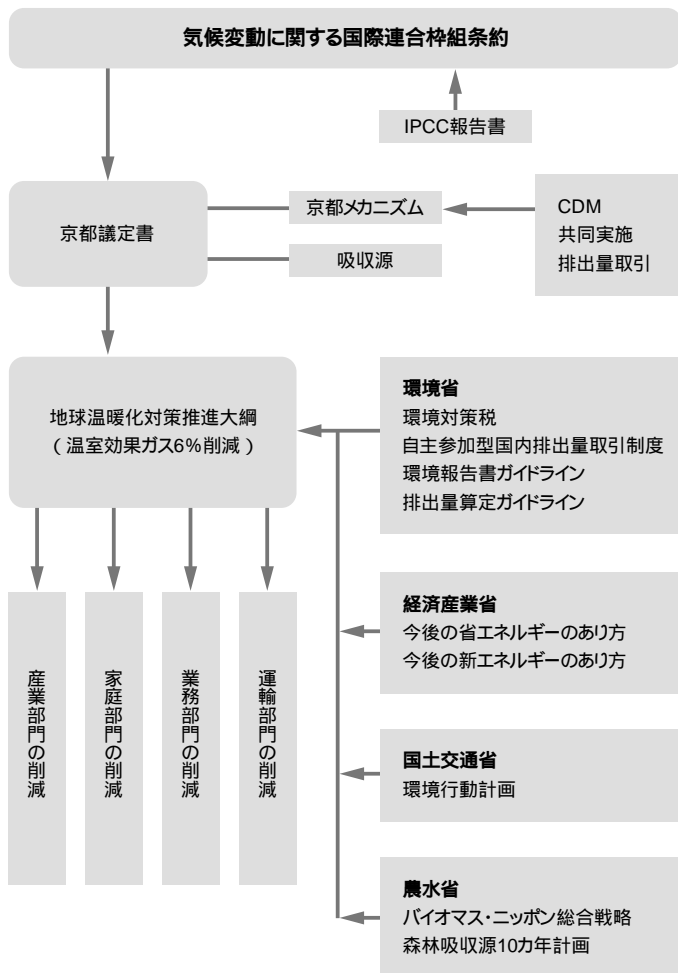 気候変動に関する国際連合枠組条約
IPCC報告書
京都議定書
京都メカニズム
吸収源
CDM
共同実施
排出量取引
地球温暖化対策推進大綱
（温室効果ガス6％削減）
環境省
環境対策税
自主参加型国内排出量取引制度
環境報告書ガイドライン
排出量算定ガイドライン
経済産業省
今後の省エネルギーのあり方
今後の新エネルギーのあり方
国土交通省
環境行動計画
農水省
バイオマス・ニッポン総合戦略
森林吸収源10カ年計画
産業部門の削減
家庭部門の削減
業務部門の削減
運輸部門の削減